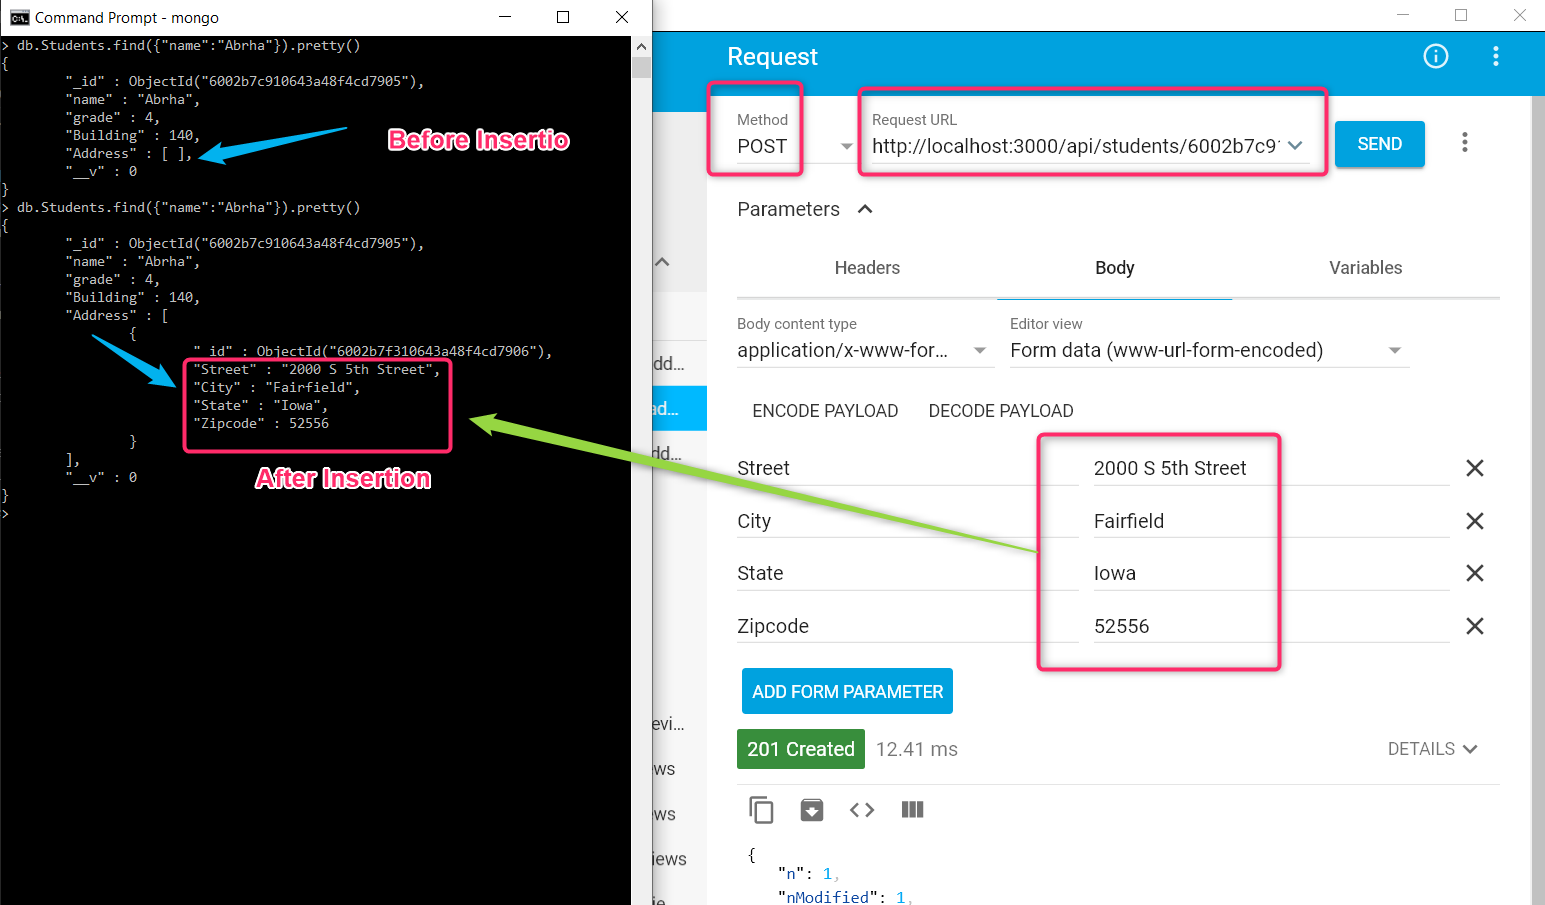 Command Prompt - mongo
> db.Students.find({"name":"Abrha"}).pretty()
{
"_id" : ObjectId("6002b7c910643a48f4cd7905"),
"name" : "Abrha",
"grade" : 4,
"Building" : 140,
"Address" : [ ],
"__v" : 0
}
Before Insertio
> db.Students.find({"name":"Abrha"}).pretty()
{
"_id" : ObjectId("6002b7c910643a48f4cd7905"),
"name" : "Abrha",
"grade" : 4,
"Building" : 140,
"Address" : [
{
"_id" : ObjectId("6002b7f310643a48f4cd7906"),
"Street" : "2000 S 5th Street",
"City" : "Fairfield",
"State" : "Iowa",
"Zipcode" : 52556
}
],
"__v" : 0
}
>
After Insertion
dd...
ad...
dd...
evi...
ws
ws
iews
ie
Request
Method
POST
Request URL
http://localhost:3000/api/students/6002b7c91
SEND
Parameters
Headers
Body
Variables
Body content type
application/x-www-for...
Editor view
Form data (www-url-form-encoded)
ENCODE PAYLOAD
DECODE PAYLOAD
Street
2000 S 5th Street
City
Fairfield
State
Iowa
Zipcode
52556
ADD FORM PARAMETER
201 Created
12.41 ms
DETAILS
{
"n": 1,
"nModified": 1,